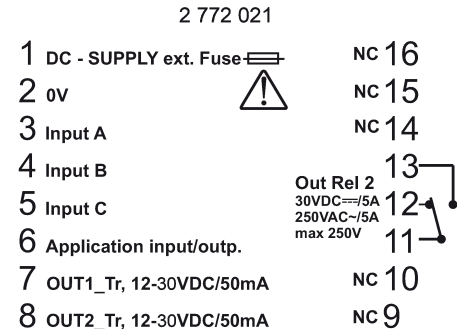 2 772 021
1 DC - SUPPLY ext. Fuse
2 0V
3 Input A
4 Input B
5 Input C
6 Application input/outp.
7 OUT1_Tr, 12-30VDC/50mA
8 OUT2_Tr, 12-30VDC/50mA
NC 16
NC 15
NC 14
13
Out Rel 2
30VDC⎓/5A 12
250VAC~/5A
max 250V 11
NC 10
NC 9